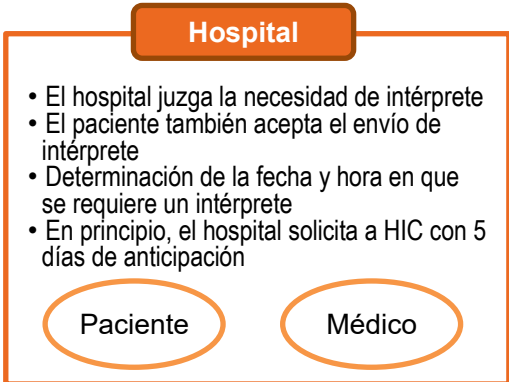 Hospital
• El hospital juzga la necesidad de intérprete
• El paciente también acepta el envío de
intérprete
• Determinación de la fecha y hora en que
se requiere un intérprete
• En principio, el hospital solicita a HIC con 5
días de anticipación
Paciente
Médico